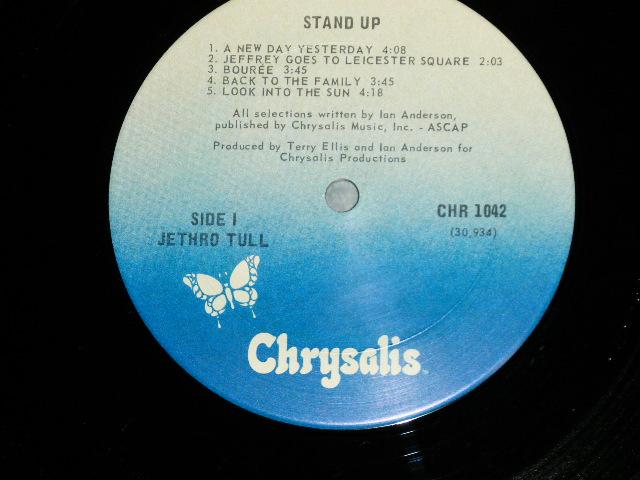 STAND UP
1. A NEW DAY YESTERDAY 4:08
2. JEFFREY GOES TO LEICESTER SQUARE 2:03
3. BOURÉE 3:45
4. BACK TO THE FAMILY 3:45
5. LOOK INTO THE SUN 4:18
All selections written by Ian Anderson,
published by Chrysalis Music, Inc. - ASCAP
Produced by Terry Ellis and Ian Anderson for
Chrysalis Productions
SIDE I
JETHRO TULL
CHR 1042
(30,934)
Chrysalis™